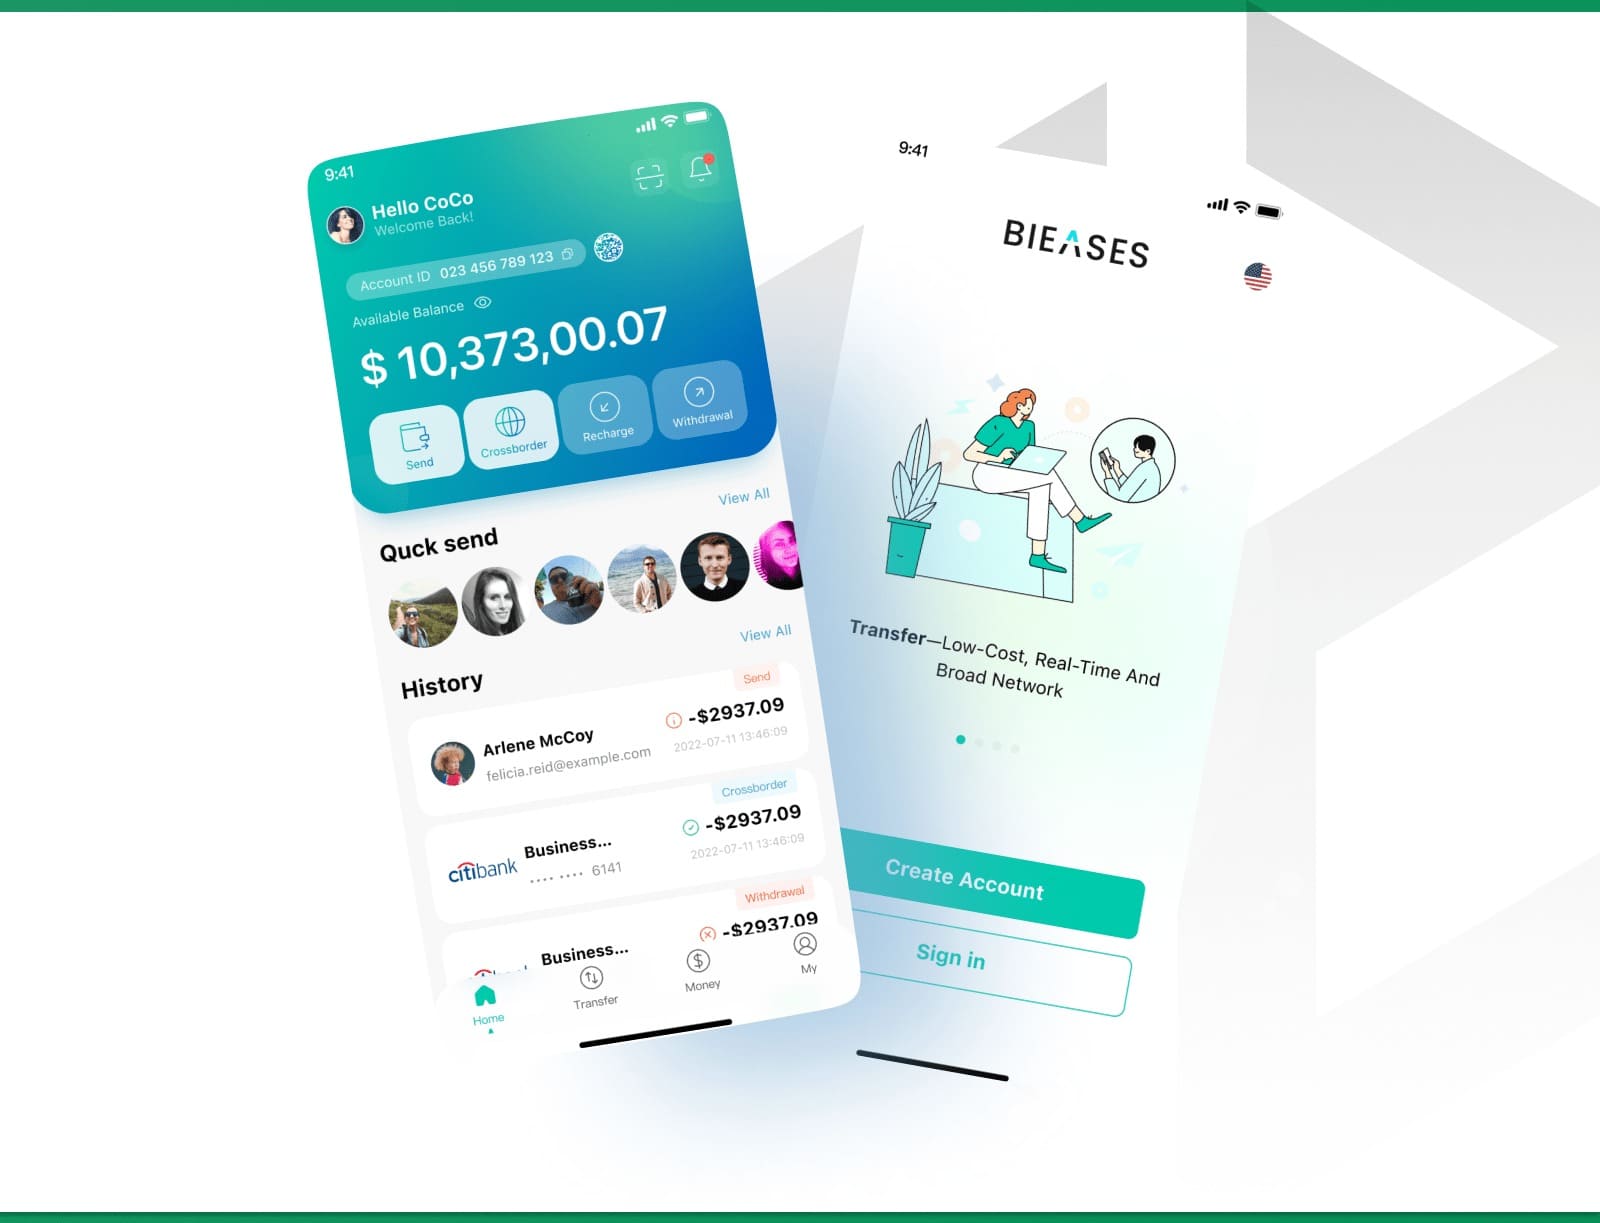 9:41
Hello CoCo
Welcome Back!
Account ID 023 456 789 123
Available Balance
$ 10,373,00.07
Send
Crossborder
Recharge
Withdrawal
View All
Quck send
View All
History
Send
Arlene McCoy
-$2937.09
felicia.reid@example.com
2022-07-11 13:46:09
Crossborder
citibank
Business...
-$2937.09
•••• •••• 6141
2022-07-11 13:46:09
Withdrawal
Business...
-$2937.09
Home
Transfer
Money
My
9:41
BIEASES
Transfer—Low-Cost, Real-Time And
Broad Network
Create Account
Sign in